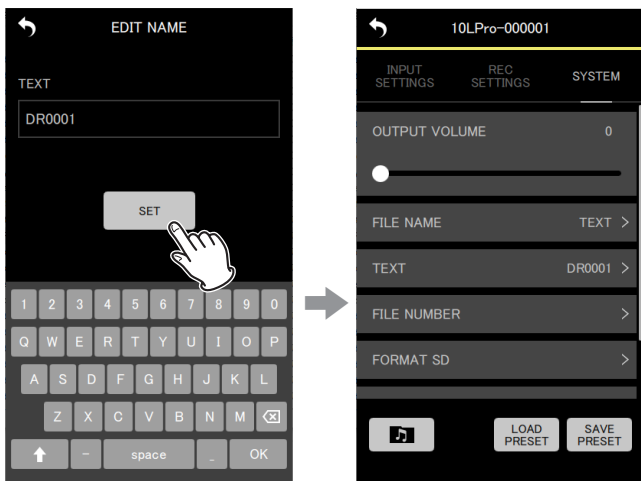 EDIT NAME
TEXT
DR0001
SET
1 2 3 4 5 6 7 8 9 0
Q W E R T Y U I O P
A S D F G H J K L
Z X C V B N M
- space _ OK
10LPro-000001
INPUT SETTINGS
REC SETTINGS
SYSTEM
OUTPUT VOLUME 0
FILE NAME TEXT >
TEXT DR0001 >
FILE NUMBER >
FORMAT SD >
LOAD PRESET
SAVE PRESET